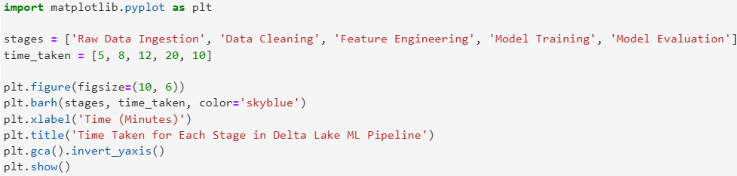 import matplotlib.pyplot as plt
stages = ['Raw Data Ingestion', 'Data Cleaning', 'Feature Engineering', 'Model Training', 'Model Evaluation']
time_taken = [5, 8, 12, 20, 10]
plt.figure(figsize=(10, 6))
plt.barh(stages, time_taken, color='skyblue')
plt.xlabel('Time (Minutes)')
plt.title('Time Taken for Each Stage in Delta Lake ML Pipeline')
plt.gca().invert_yaxis()
plt.show()